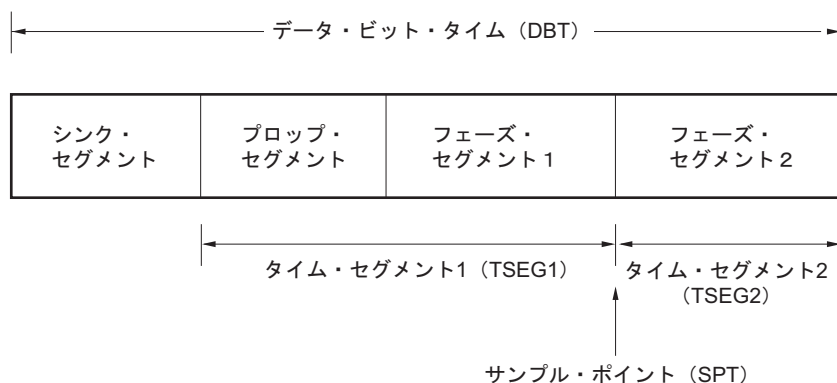 データ・ビット・タイム（DBT）
シンク・
セグメント
プロップ・
セグメント
フェーズ・
セグメント１
フェーズ・
セグメント２
タイム・セグメント1（TSEG1）
タイム・セグメント2
（TSEG2）
サンプル・ポイント（SPT）